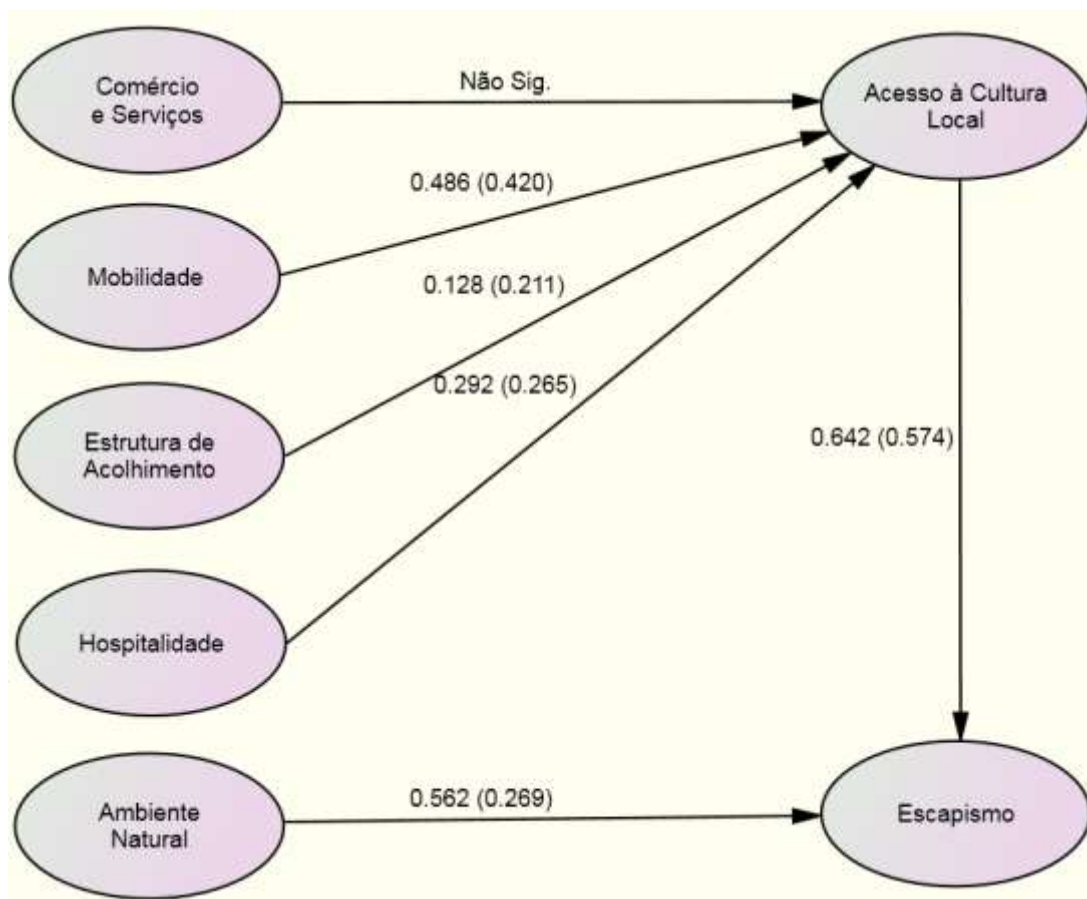 Comércio
e Serviços
Não Sig.
Acesso à Cultura
Local
0.486 (0.420)
Mobilidade
0.128 (0.211)
0.292 (0.265)
Estrutura de
Acolhimento
0.642 (0.574)
Hospitalidade
Ambiente
Natural
0.562 (0.269)
Escapismo